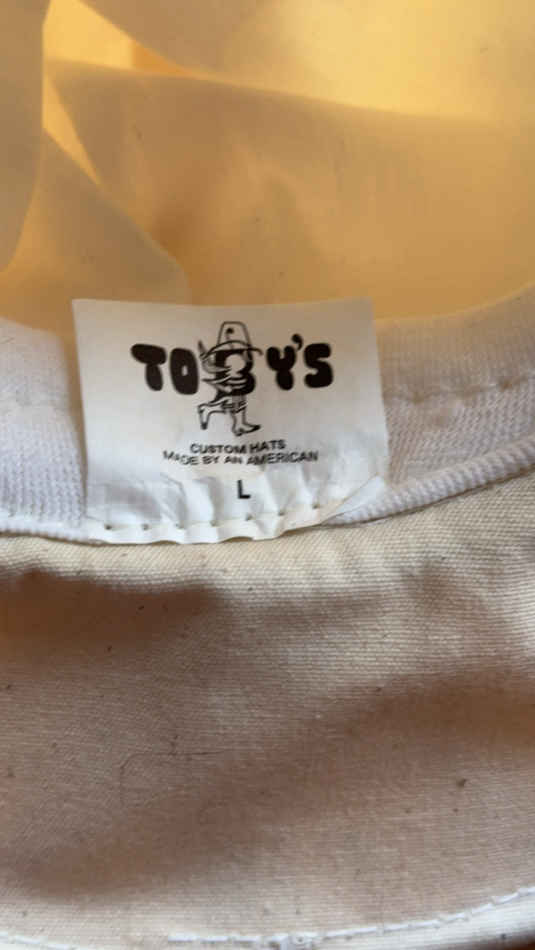 TOBY'S
CUSTOM HATS
MADE BY AN AMERICAN
L